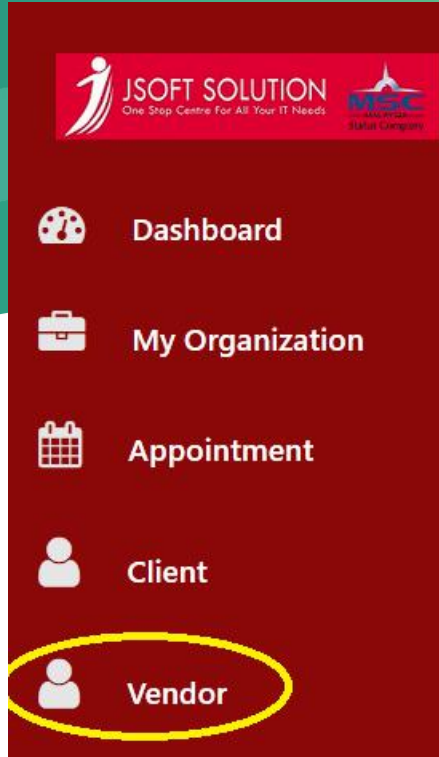 JSOFT SOLUTION
One Stop Centre For All Your IT Needs
MSC
MALAYSIA
Status Company
Dashboard
My Organization
Appointment
Client
Vendor